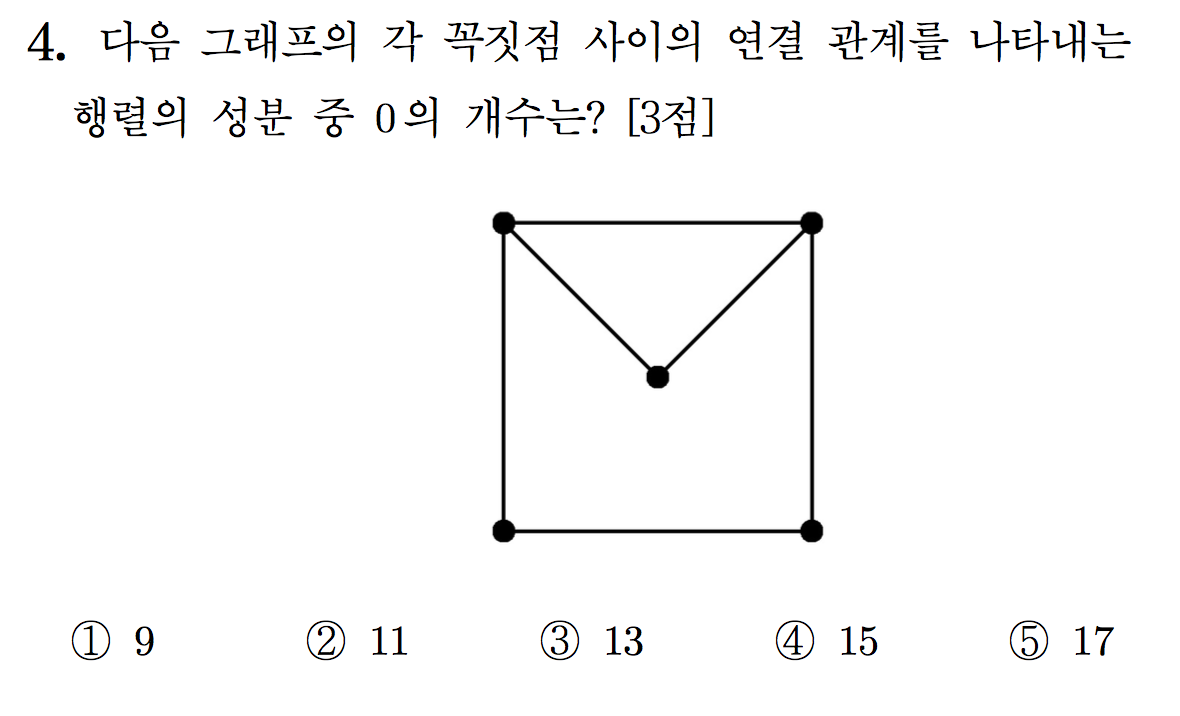 4. 다음 그래프의 각 꼭짓점 사이의 연결 관계를 나타내는
행렬의 성분 중 0의 개수는? [3점]
① 9 ② 11 ③ 13 ④ 15 ⑤ 17